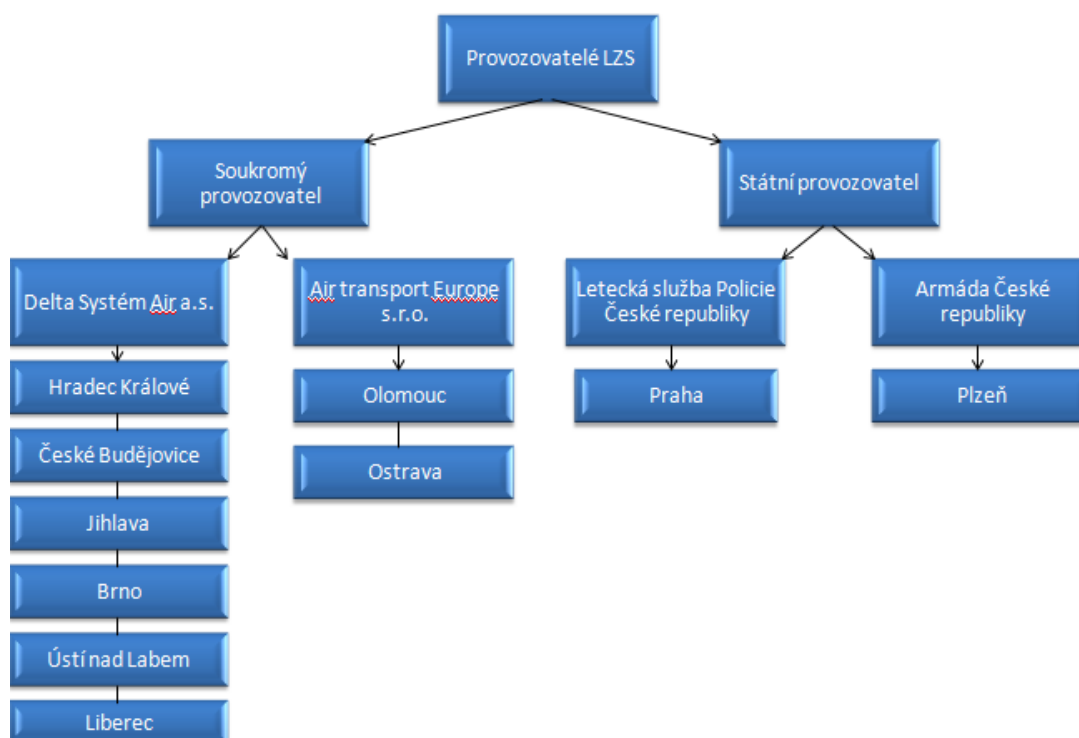 Provozovatelé LZS
Soukromý
provozovatel
Státní provozovatel
Delta Systém Air a.s.
Air transport Europe
s.r.o.
Letecká služba Policie
České republiky
Armáda České
republiky
Hradec Králové
Olomouc
Praha
Plzeň
České Budějovice
Ostrava
Jihlava
Brno
Ústí nad Labem
Liberec